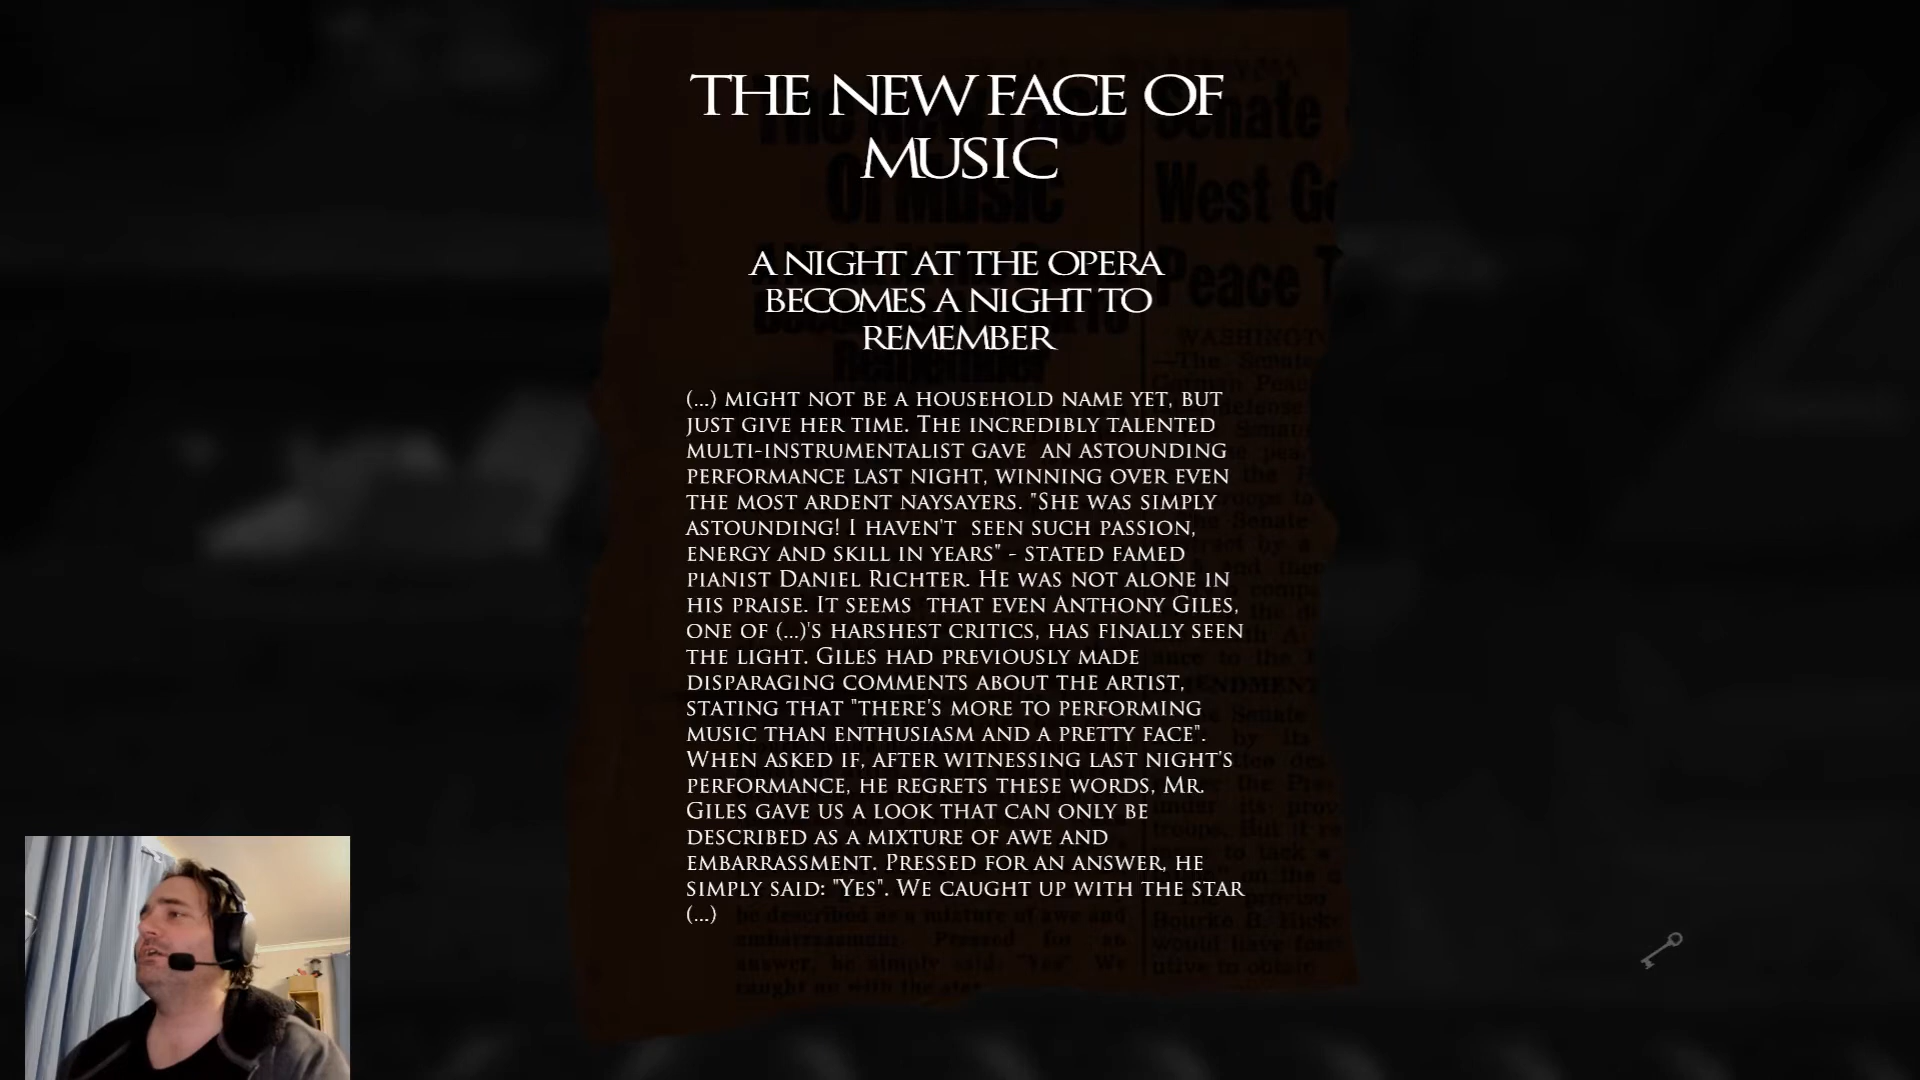 THE NEW FACE OF
MUSIC
A NIGHT AT THE OPERA
BECOMES A NIGHT TO
REMEMBER
(...) MIGHT NOT BE A HOUSEHOLD NAME YET, BUT
JUST GIVE HER TIME. THE INCREDIBLY TALENTED
MULTI-INSTRUMENTALIST GAVE AN ASTOUNDING
PERFORMANCE LAST NIGHT, WINNING OVER EVEN
THE MOST ARDENT NAYSAYERS. "SHE WAS SIMPLY
ASTOUNDING! I HAVEN'T SEEN SUCH PASSION,
ENERGY AND SKILL IN YEARS" - STATED FAMED
PIANIST DANIEL RICHTER. HE WAS NOT ALONE IN
HIS PRAISE. IT SEEMS THAT EVEN ANTHONY GILES,
ONE OF (...)'S HARSHEST CRITICS, HAS FINALLY SEEN
THE LIGHT. GILES HAD PREVIOUSLY MADE
DISPARAGING COMMENTS ABOUT THE ARTIST,
STATING THAT "THERE'S MORE TO PERFORMING
MUSIC THAN ENTHUSIASM AND A PRETTY FACE".
WHEN ASKED IF, AFTER WITNESSING LAST NIGHT'S
PERFORMANCE, HE REGRETS THESE WORDS, MR.
GILES GAVE US A LOOK THAT CAN ONLY BE
DESCRIBED AS A MIXTURE OF AWE AND
EMBARRASSMENT. PRESSED FOR AN ANSWER, HE
SIMPLY SAID: "YES". WE CAUGHT UP WITH THE STAR
(...)
Senate
West
Peace